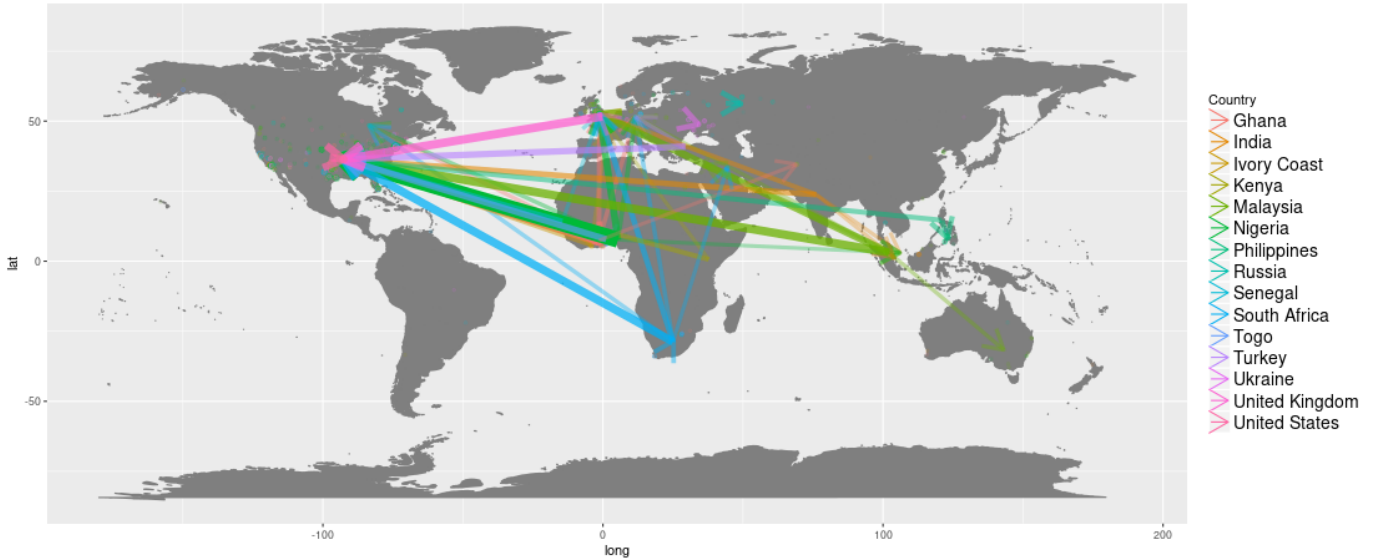 50
0
-50
lat
-100
0
100
200
long
Country
Ghana
India
Ivory Coast
Kenya
Malaysia
Nigeria
Philippines
Russia
Senegal
South Africa
Togo
Turkey
Ukraine
United Kingdom
United States